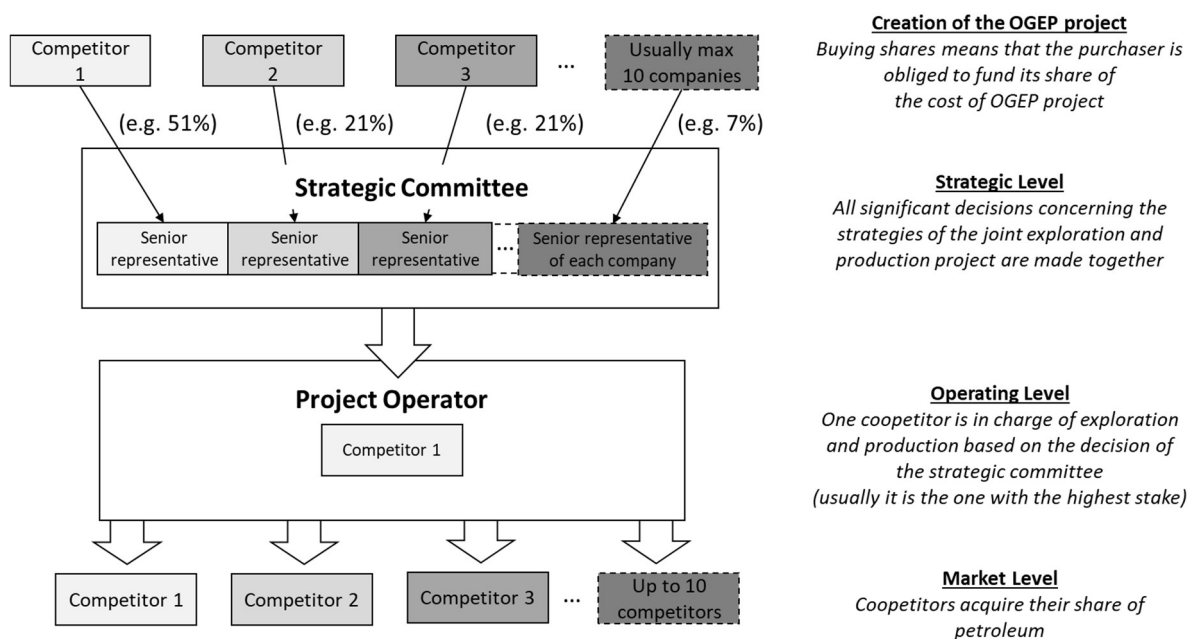 Creation of the OGEP project
Buying shares means that the purchaser is
obliged to fund its share of
the cost of OGEP project
Competitor
1
Competitor
2
Competitor
3
...
Usually max
10 companies
(e.g. 51%)
(e.g. 21%)
(e.g. 21%)
(e.g. 7%)
Strategic Committee
Senior
representative
Senior
representative
Senior
representative
...
Senior representative
of each company
Strategic Level
All significant decisions concerning the
strategies of the joint exploration and
production project are made together
Project Operator
Competitor 1
Operating Level
One coopetitor is in charge of exploration
and production based on the decision of
the strategic committee
(usually it is the one with the highest stake)
Competitor 1
Competitor 2
Competitor 3
...
Up to 10
competitors
Market Level
Coopetitors acquire their share of
petroleum